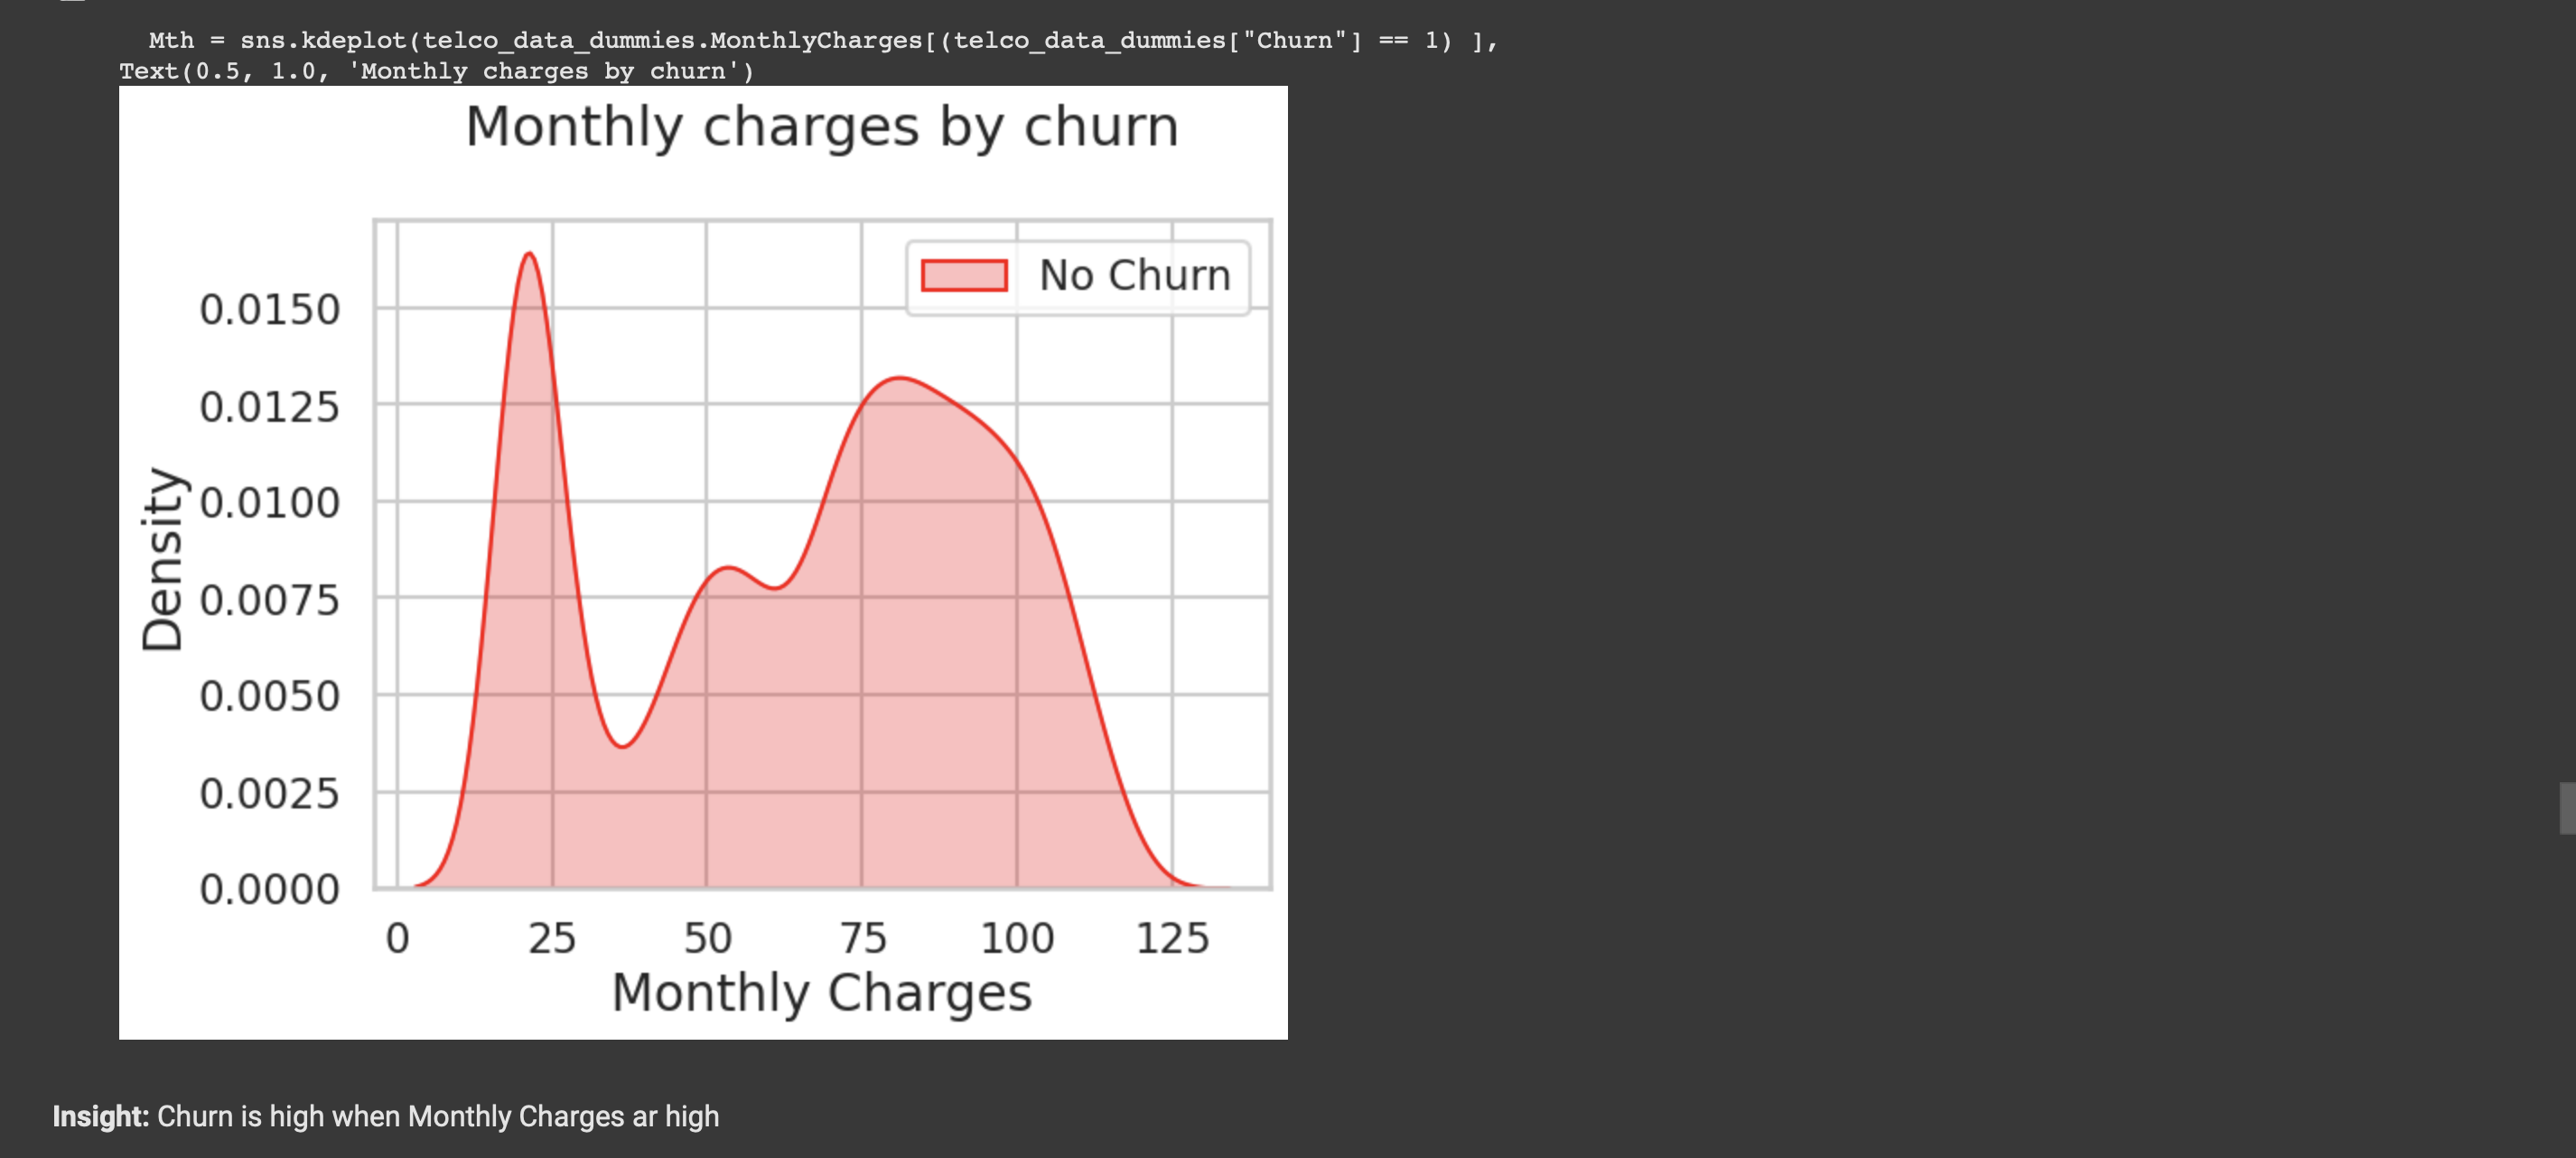 Mth = sns.kdeplot(telco_data_dummies.MonthlyCharges[(telco_data_dummies["Churn"] == 1) ],
Text(0.5, 1.0, 'Monthly charges by churn')
Monthly charges by churn
No Churn
0.0150
0.0125
0.0100
0.0075
0.0050
0.0025
0.0000
Density
0 25 50 75 100 125
Monthly Charges
Insight: Churn is high when Monthly Charges ar high